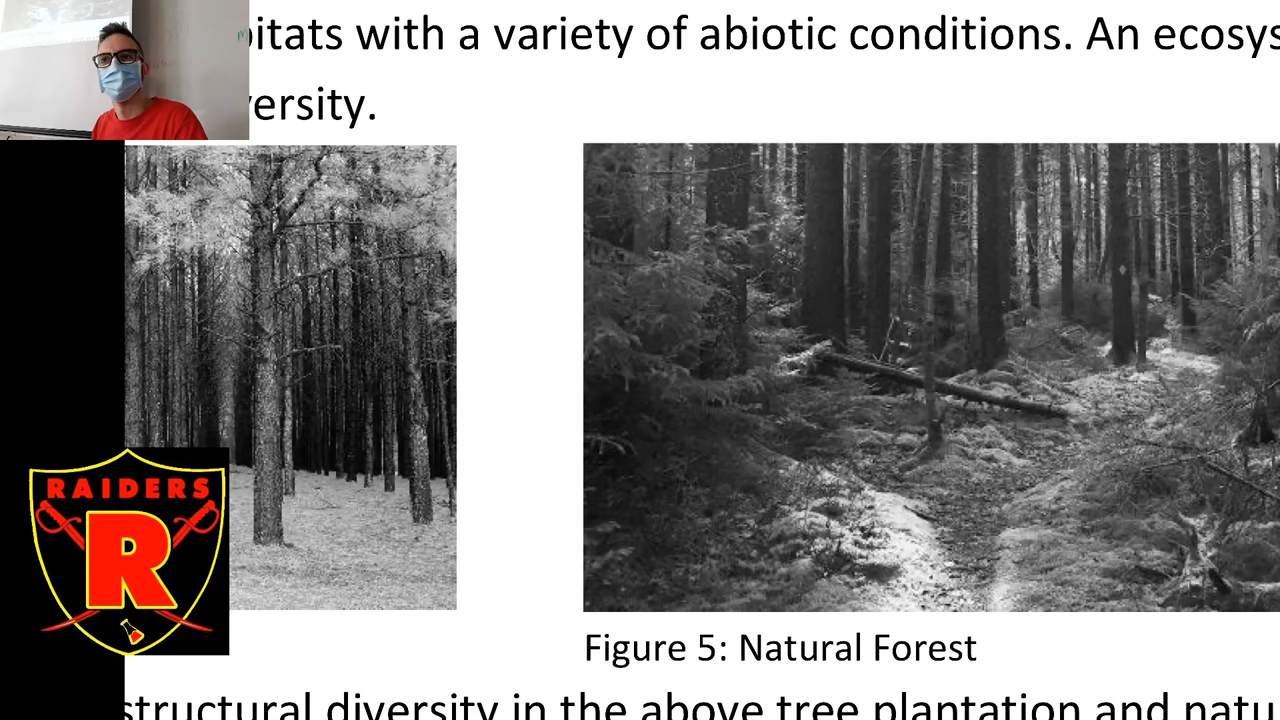 bitats with a variety of abiotic conditions. An ecosys
versity.
RAIDERS
R
Figure 5: Natural Forest
structural diversity in the above tree plantation and natu